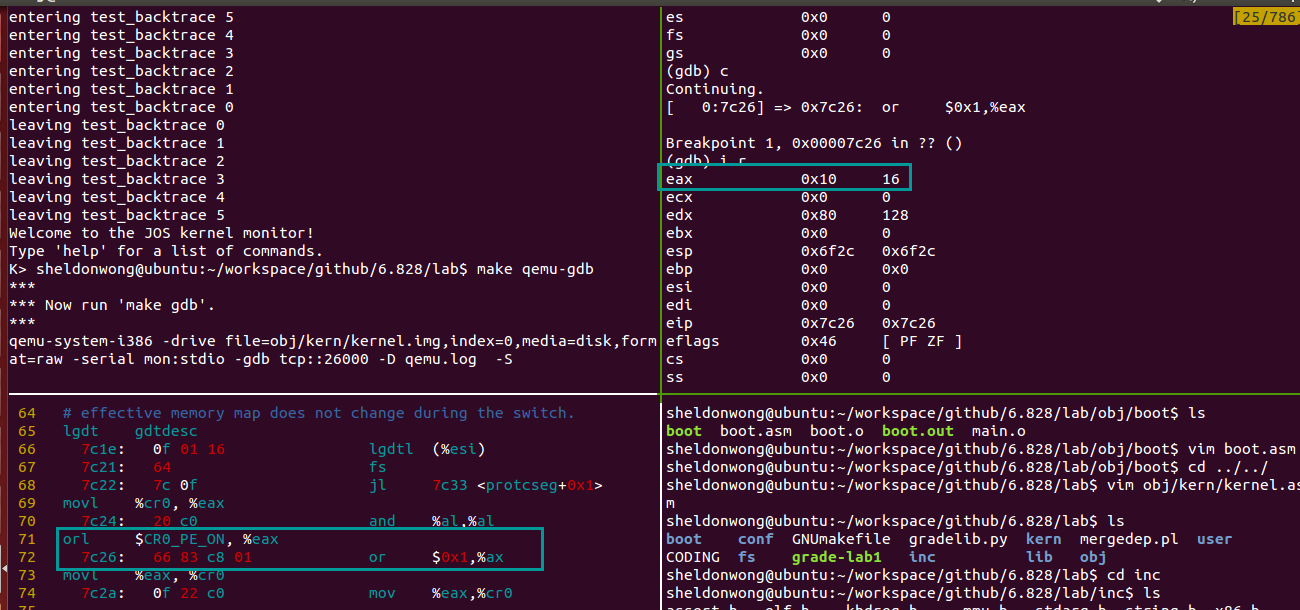 entering test_backtrace 5
entering test_backtrace 4
entering test_backtrace 3
entering test_backtrace 2
entering test_backtrace 1
entering test_backtrace 0
leaving test_backtrace 0
leaving test_backtrace 1
leaving test_backtrace 2
leaving test_backtrace 3
leaving test_backtrace 4
leaving test_backtrace 5
Welcome to the JOS kernel monitor!
Type 'help' for a list of commands.
K> sheldonwong@ubuntu:~/workspace/github/6.828/lab$ make qemu-gdb
***
*** Now run 'make gdb'.
***
qemu-system-i386 -drive file=obj/kern/kernel.img,index=0,media=disk,form
at=raw -serial mon:stdio -gdb tcp::26000 -D qemu.log  -S
es 0x0 0
[25/786]
fs 0x0 0
gs 0x0 0
(gdb) c
Continuing.
[   0:7c26] => 0x7c26:  or     $0x1,%eax
Breakpoint 1, 0x00007c26 in ?? ()
(gdb) i r
eax 0x10 16
ecx 0x0 0
edx 0x80 128
ebx 0x0 0
esp 0x6f2c 0x6f2c
ebp 0x0 0x0
esi 0x0 0
edi 0x0 0
eip 0x7c26 0x7c26
eflags 0x46 [ PF ZF ]
cs 0x0 0
ss 0x0 0
64 # effective memory map does not change during the switch.
65 lgdt gdtdesc
66 7c1e: 0f 01 16 lgdtl (%esi)
67 7c21: 64 fs
68 7c22: 7c 0f jl 7c33 <protcseg+0x1>
69 movl %cr0, %eax
70 7c24: 20 c0 and %al,%al
71 orl $CR0_PE_ON, %eax
72 7c26: 66 83 c8 01 or $0x1,%ax
73 movl %eax, %cr0
74 7c2a: 0f 22 c0 mov %eax,%cr0
75
sheldonwong@ubuntu:~/workspace/github/6.828/lab/obj/boot$ ls
boot  boot.asm  boot.o  boot.out  main.o
sheldonwong@ubuntu:~/workspace/github/6.828/lab/obj/boot$ vim boot.asm
sheldonwong@ubuntu:~/workspace/github/6.828/lab/obj/boot$ cd ../../
sheldonwong@ubuntu:~/workspace/github/6.828/lab$ vim obj/kern/kernel.as
m
sheldonwong@ubuntu:~/workspace/github/6.828/lab$ ls
boot    conf  GNUmakefile  gradelib.py  kern  mergedep.pl  user
CODING  fs    grade-lab1   inc          lib   obj
sheldonwong@ubuntu:~/workspace/github/6.828/lab$ cd inc
sheldonwong@ubuntu:~/workspace/github/6.828/lab/inc$ ls
assert.h  elf.h  kbdreg.h  mmu.h  stdarg.h  string.h  x86.h